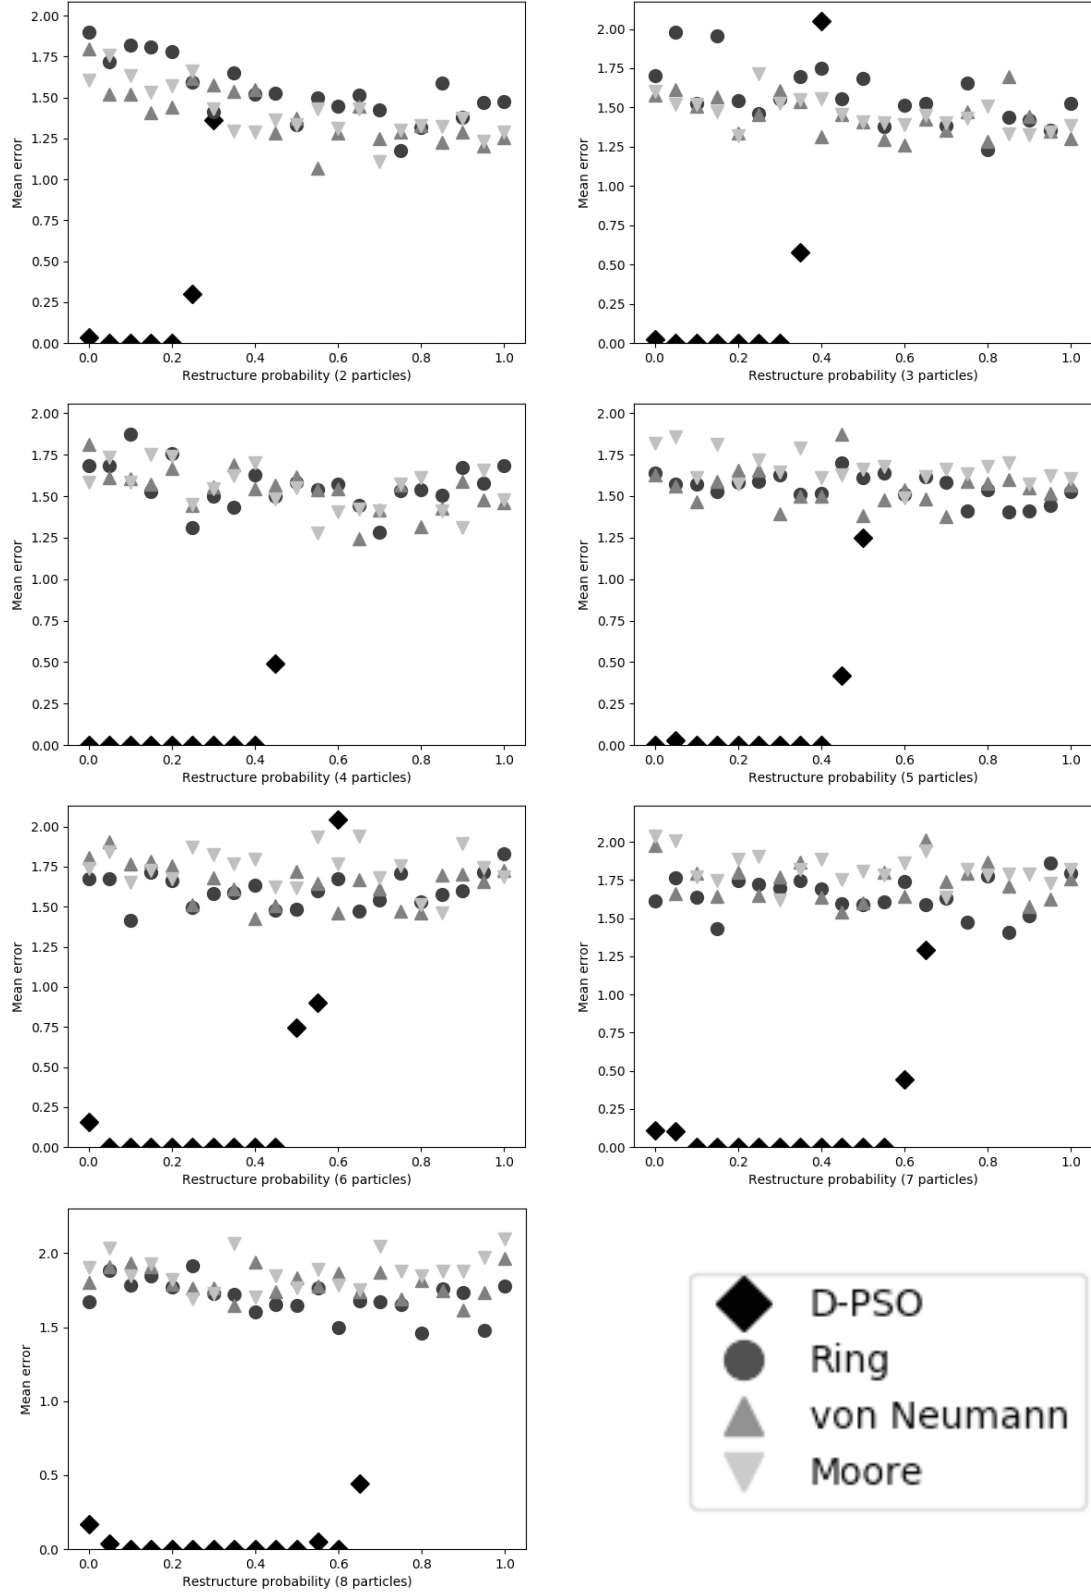 2.00
1.75
1.50
1.25
1.00
0.75
0.50
0.25
0.00
Mean error
0.0 0.2 0.4 0.6 0.8 1.0
Restructure probability (2 particles)
2.00
1.75
1.50
1.25
1.00
0.75
0.50
0.25
0.00
Mean error
0.0 0.2 0.4 0.6 0.8 1.0
Restructure probability (3 particles)
2.00
1.75
1.50
1.25
1.00
0.75
0.50
0.25
0.00
Mean error
0.0 0.2 0.4 0.6 0.8 1.0
Restructure probability (4 particles)
2.00
1.75
1.50
1.25
1.00
0.75
0.50
0.25
0.00
Mean error
0.0 0.2 0.4 0.6 0.8 1.0
Restructure probability (5 particles)
2.00
1.75
1.50
1.25
1.00
0.75
0.50
0.25
0.00
Mean error
0.0 0.2 0.4 0.6 0.8 1.0
Restructure probability (6 particles)
2.00
1.75
1.50
1.25
1.00
0.75
0.50
0.25
0.00
Mean error
0.0 0.2 0.4 0.6 0.8 1.0
Restructure probability (7 particles)
2.0
1.5
1.0
0.5
0.0
Mean error
0.0 0.2 0.4 0.6 0.8 1.0
Restructure probability (8 particles)
D-PSO
Ring
von Neumann
Moore